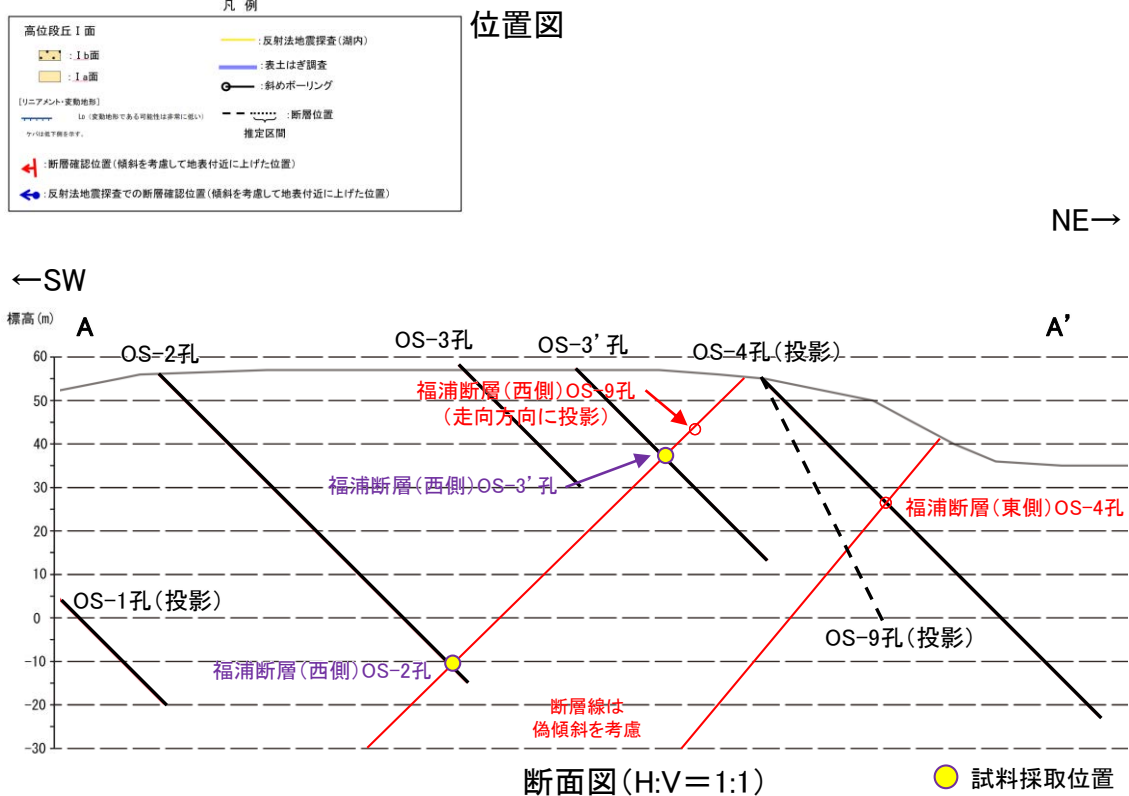 凡 例
位置図
高位段丘Ⅰ面
：Ⅰb面
：Ⅰa面
[リニアメント・変動地形]
LD（変動地形である可能性は非常に低い）
ケバは低下側を示す。
：反射法地震探査(湖内)
：表土はぎ調査
：斜めボーリング
：断層位置
推定区間
：断層確認位置(傾斜を考慮して地表付近に上げた位置)
：反射法地震探査での断層確認位置(傾斜を考慮して地表付近に上げた位置)
NE→
←SW
標高(m)
A
A'
OS-2孔
OS-3孔
OS-3'孔
OS-4孔(投影)
福浦断層(西側)OS-9孔
(走向方向に投影)
福浦断層(西側)OS-3'孔
福浦断層(東側)OS-4孔
OS-1孔(投影)
OS-9孔(投影)
福浦断層(西側)OS-2孔
断層線は
偽傾斜を考慮
60
50
40
30
20
10
0
-10
-20
-30
断面図(H:V＝1:1)
試料採取位置